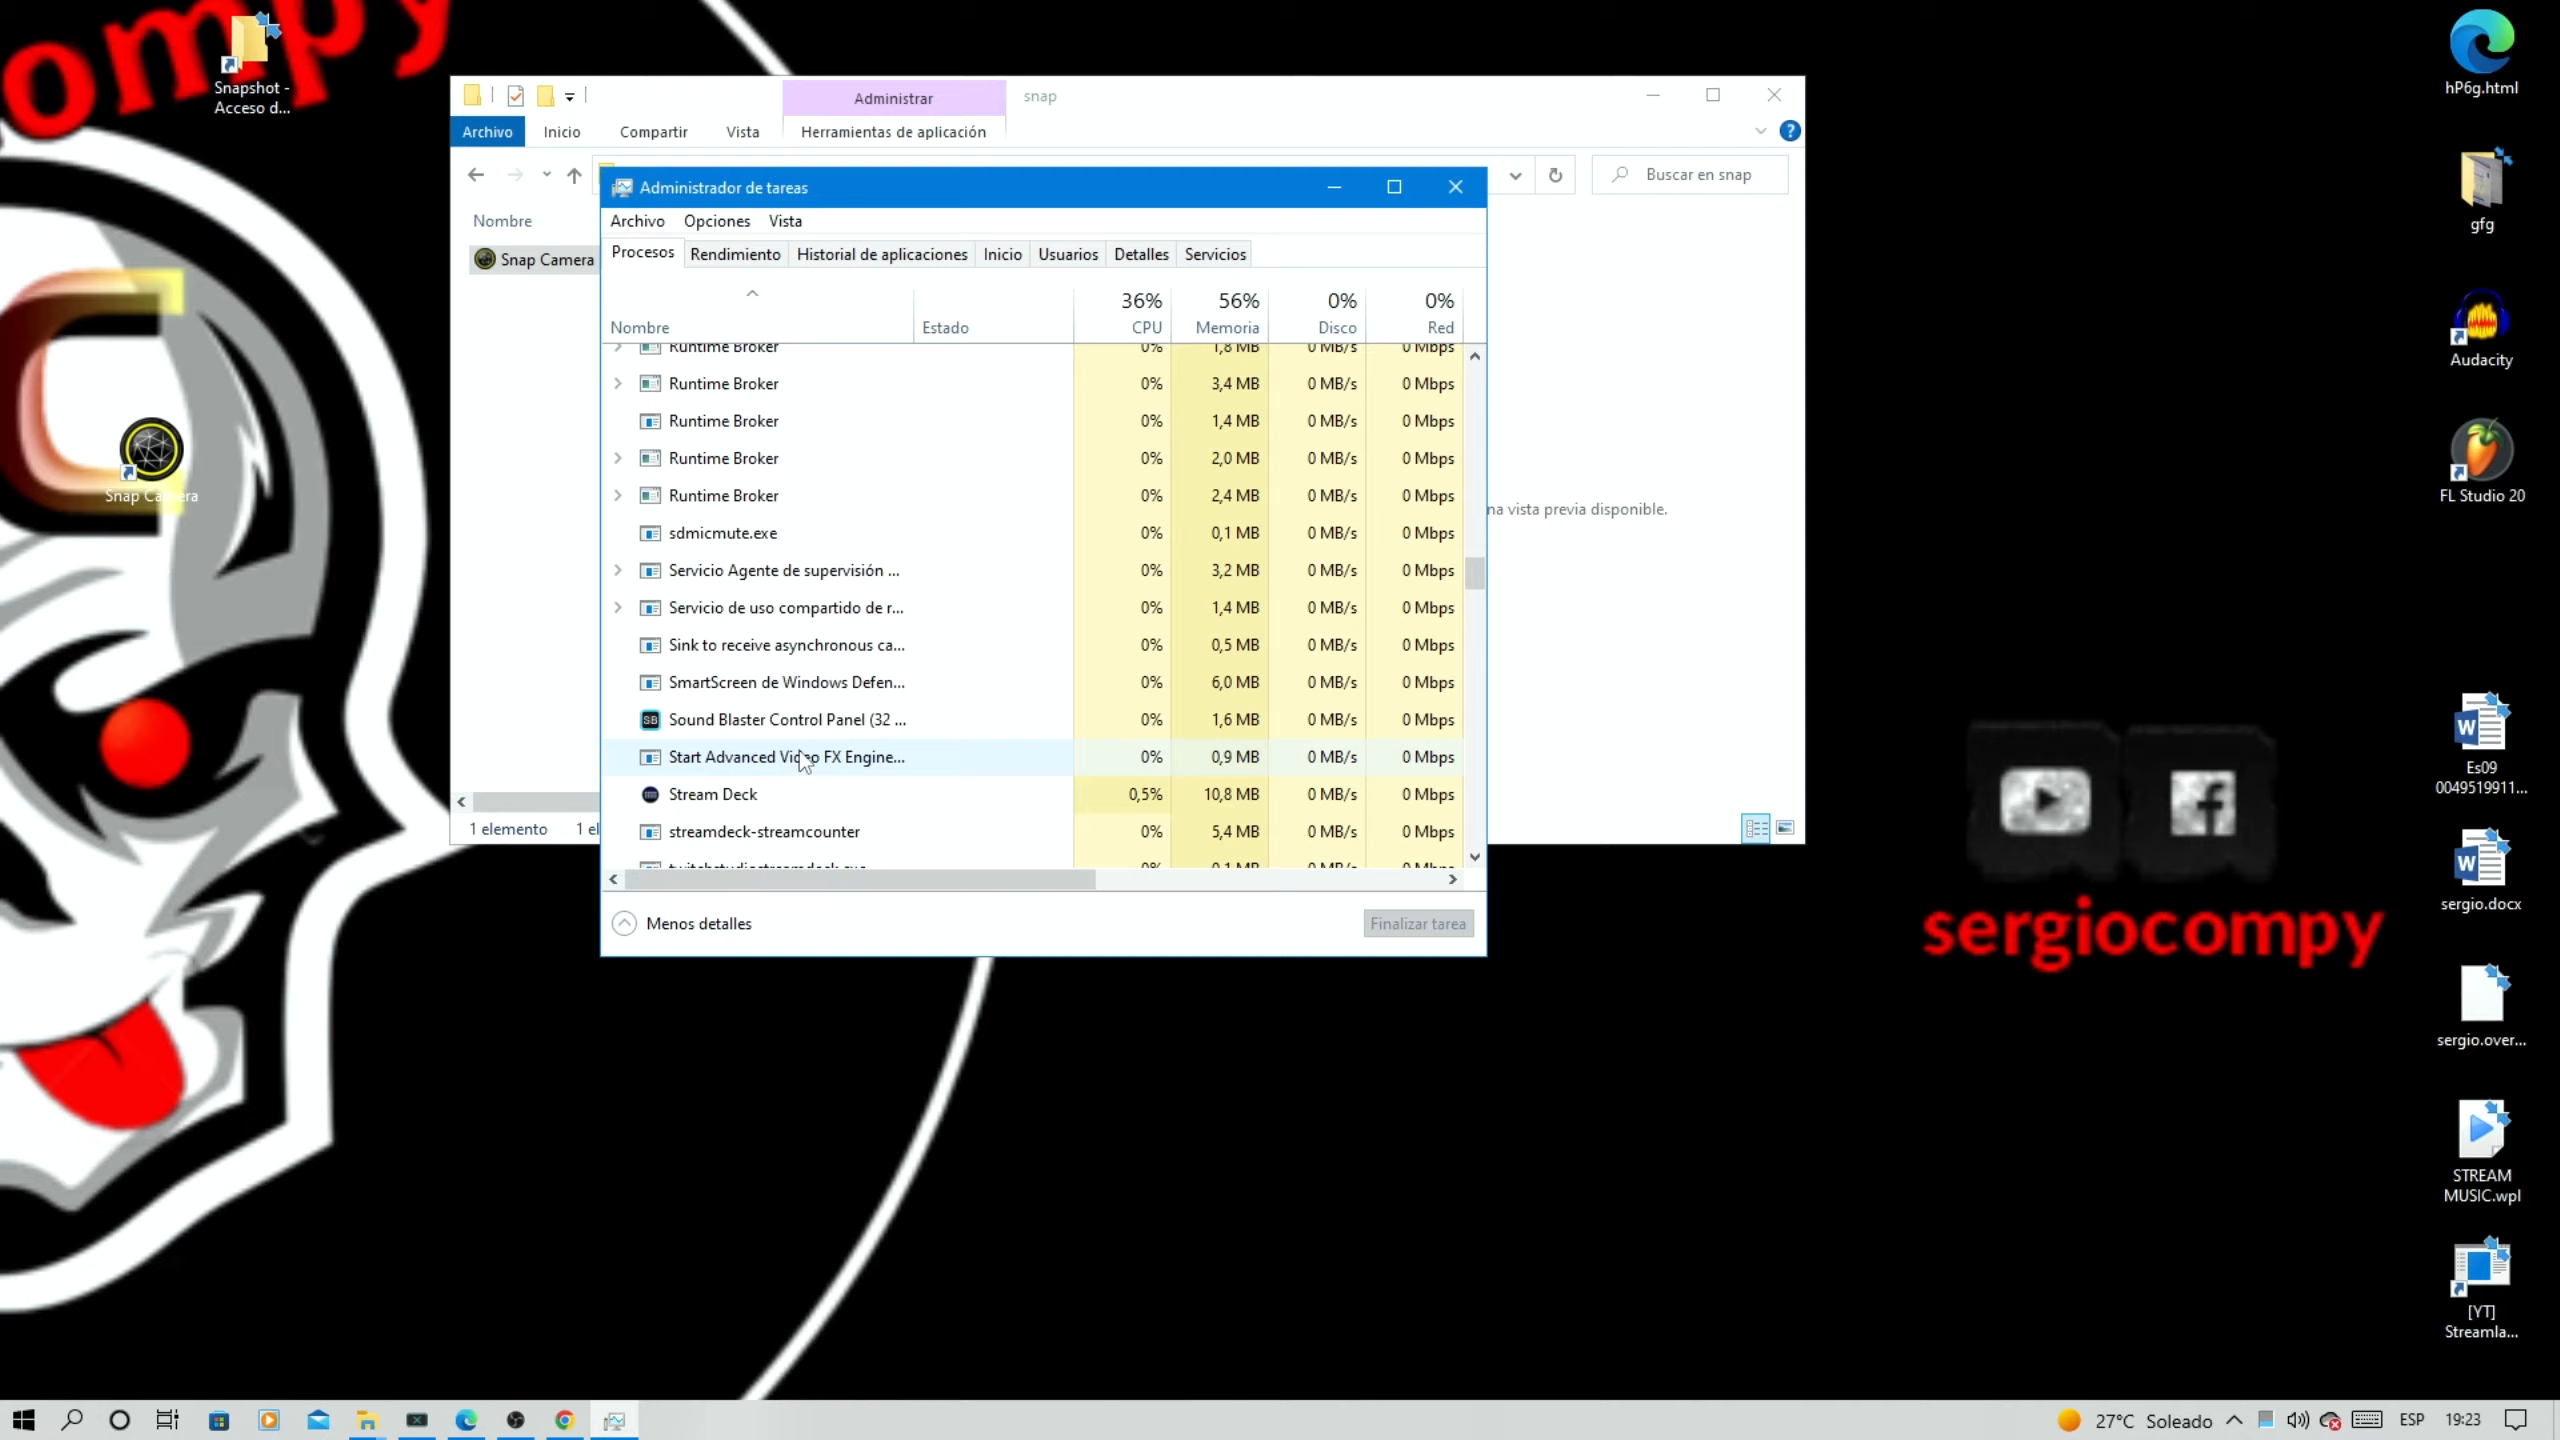 ompy
Snapshot -
Acceso d...
Snap Camera
Administrar
snap
Archivo
Inicio
Compartir
Vista
Herramientas de aplicación
Buscar en snap
Nombre
Snap Camera
na vista previa disponible.
1 elemento
1 el
Administrador de tareas
Archivo
Opciones
Vista
Procesos
Rendimiento
Historial de aplicaciones
Inicio
Usuarios
Detalles
Servicios
36% 56% 0% 0%
Nombre Estado CPU Memoria Disco Red
Runtime Broker 0% 1,8 MB 0 MB/s 0 Mbps
Runtime Broker 0% 3,4 MB 0 MB/s 0 Mbps
Runtime Broker 0% 1,4 MB 0 MB/s 0 Mbps
Runtime Broker 0% 2,0 MB 0 MB/s 0 Mbps
Runtime Broker 0% 2,4 MB 0 MB/s 0 Mbps
sdmicmute.exe 0% 0,1 MB 0 MB/s 0 Mbps
Servicio Agente de supervisión ... 0% 3,2 MB 0 MB/s 0 Mbps
Servicio de uso compartido de r... 0% 1,4 MB 0 MB/s 0 Mbps
Sink to receive asynchronous ca... 0% 0,5 MB 0 MB/s 0 Mbps
SmartScreen de Windows Defen... 0% 6,0 MB 0 MB/s 0 Mbps
SB Sound Blaster Control Panel (32 ... 0% 1,6 MB 0 MB/s 0 Mbps
Start Advanced Video FX Engine... 0% 0,9 MB 0 MB/s 0 Mbps
Stream Deck 0,5% 10,8 MB 0 MB/s 0 Mbps
streamdeck-streamcounter 0% 5,4 MB 0 MB/s 0 Mbps
Menos detalles
Finalizar tarea
hP6g.html
gfg
Audacity
FL Studio 20
Es09
0049519911...
sergio.docx
sergio.over...
STREAM
MUSIC.wpl
[YT]
Streamla...
sergiocompy
27°C Soleado
ESP
19:23